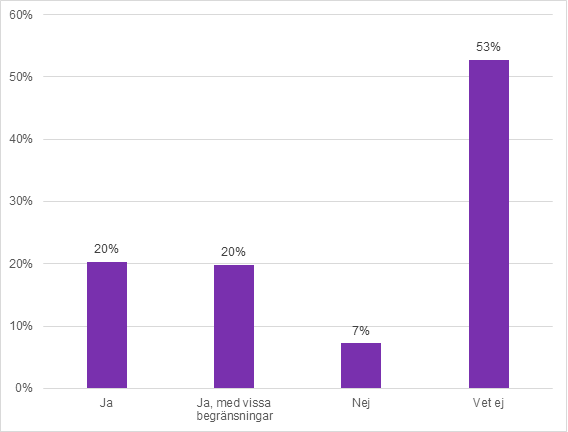 60%
50%
40%
30%
20%
10%
0%
20%
20%
7%
53%
Ja
Ja, med vissa
begränsningar
Nej
Vet ej